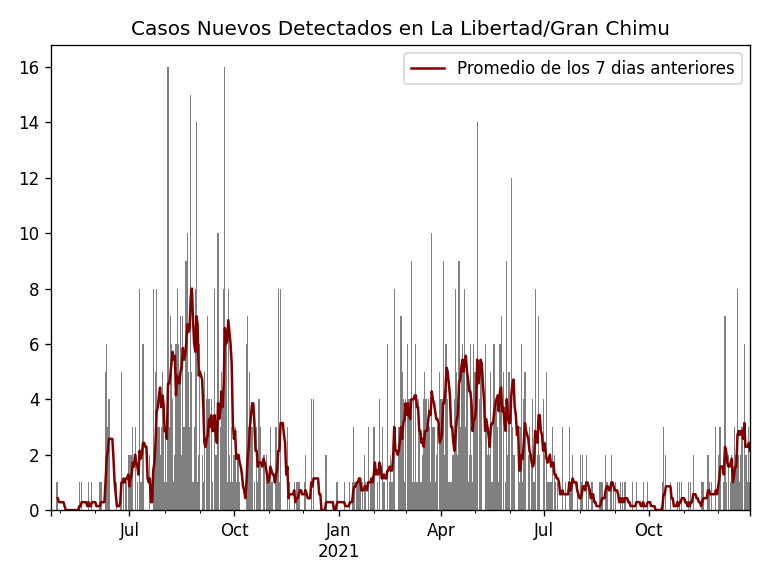 Casos Nuevos Detectados en La Libertad/Gran Chimu
Promedio de los 7 dias anteriores
16
14
12
10
8
6
4
2
0
Jul
Oct
Jan
Apr
Jul
Oct
2021